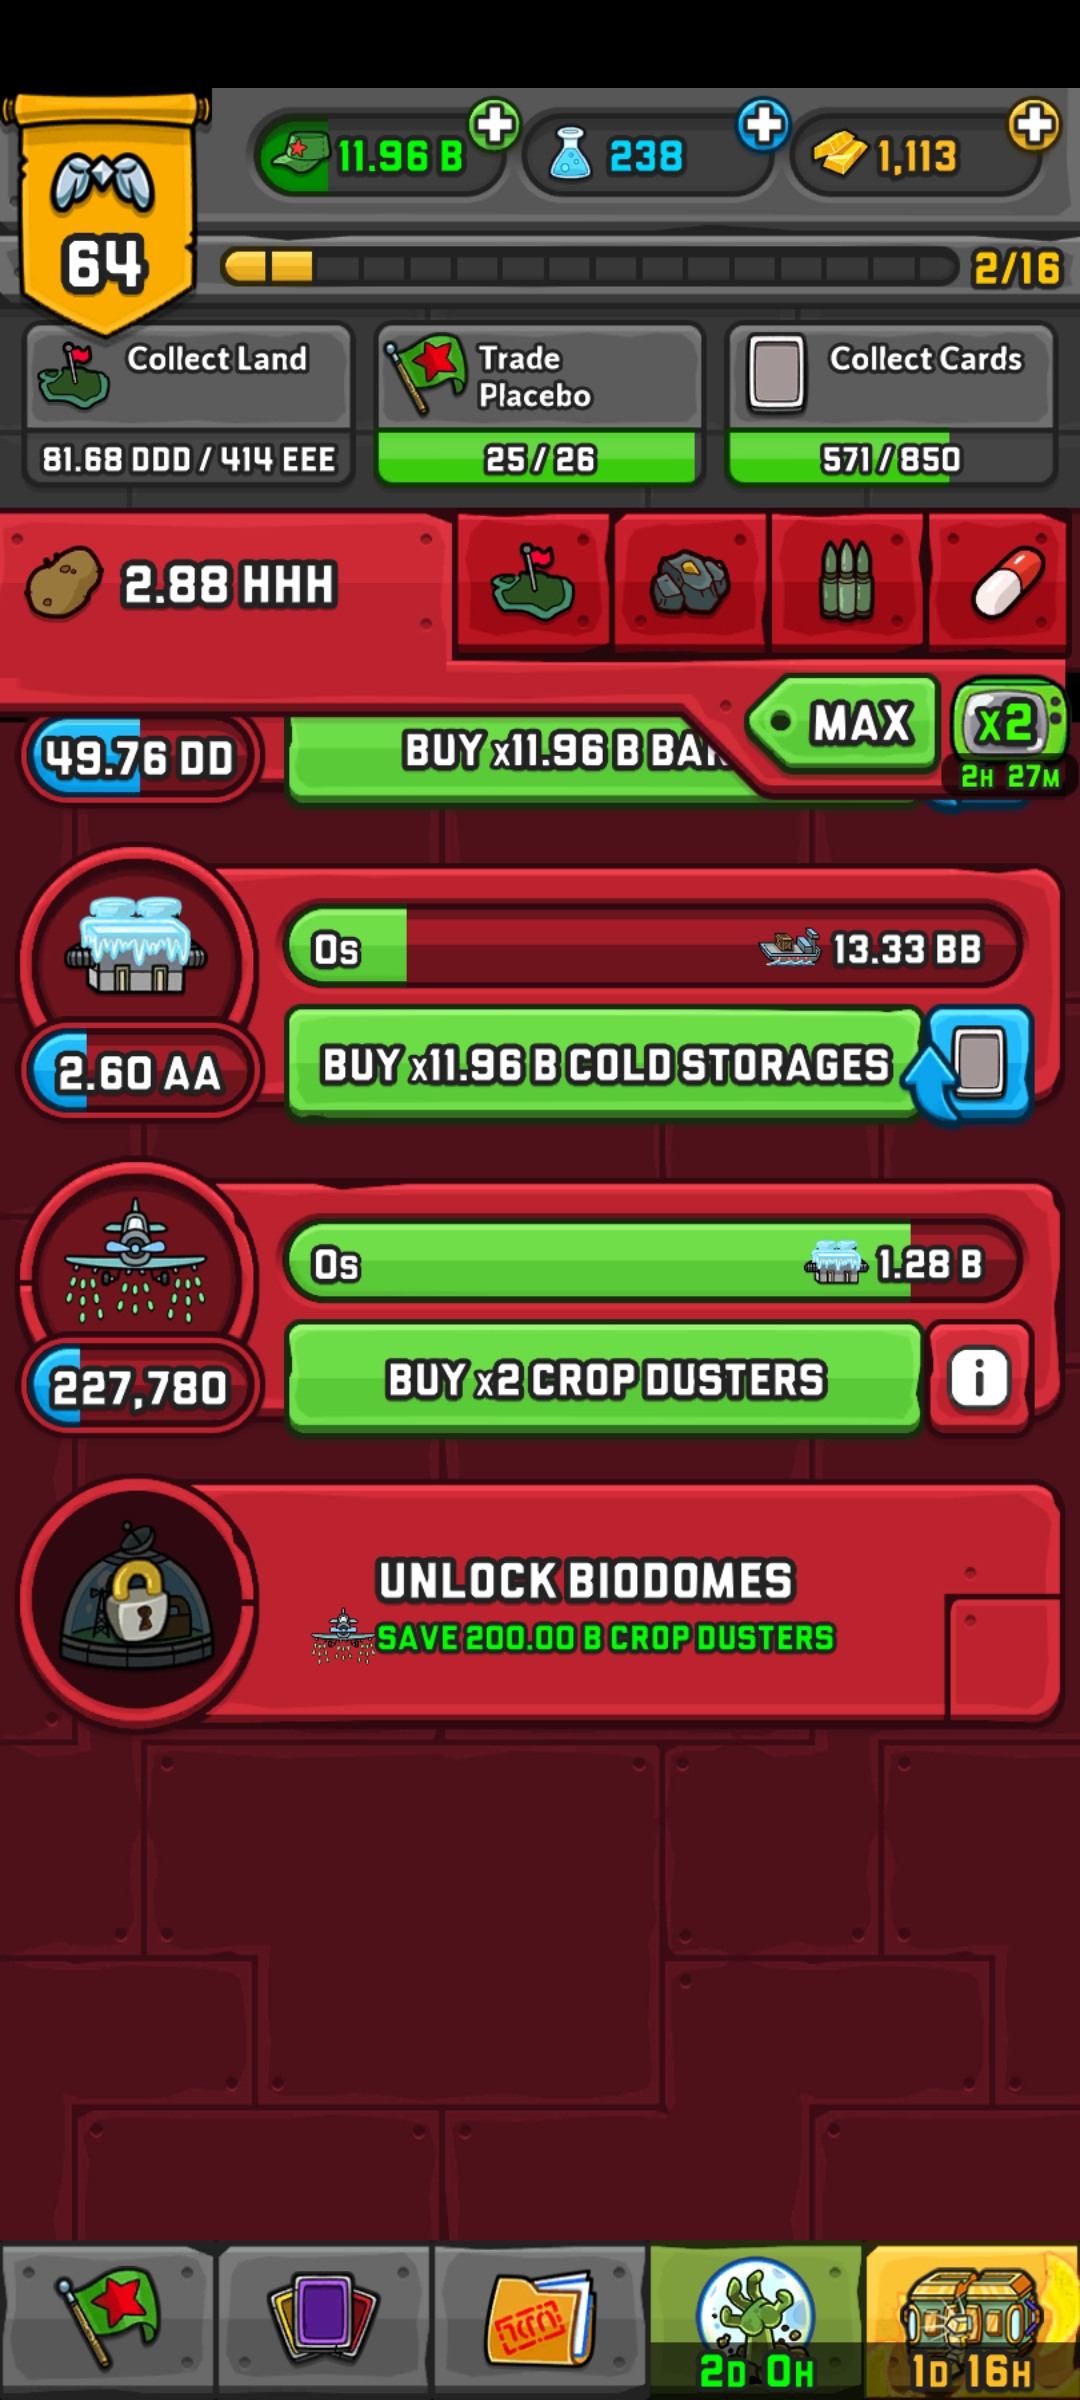 64
11.96 B
238
1,113
2/16
Collect Land
81.68 DDD / 414 EEE
Trade
Placebo
25 / 26
Collect Cards
571 / 850
2.88 HHH
MAX
x2
2H 27M
49.76 DD
BUY x11.96 B
0s
13.33 BB
2.60 AA
BUY x11.96 B COLD STORAGES
0s
1.28 B
227,780
BUY x2 CROP DUSTERS
i
UNLOCK BIODOMES
SAVE 200.00 B CROP DUSTERS
2D 0H
1D 16H